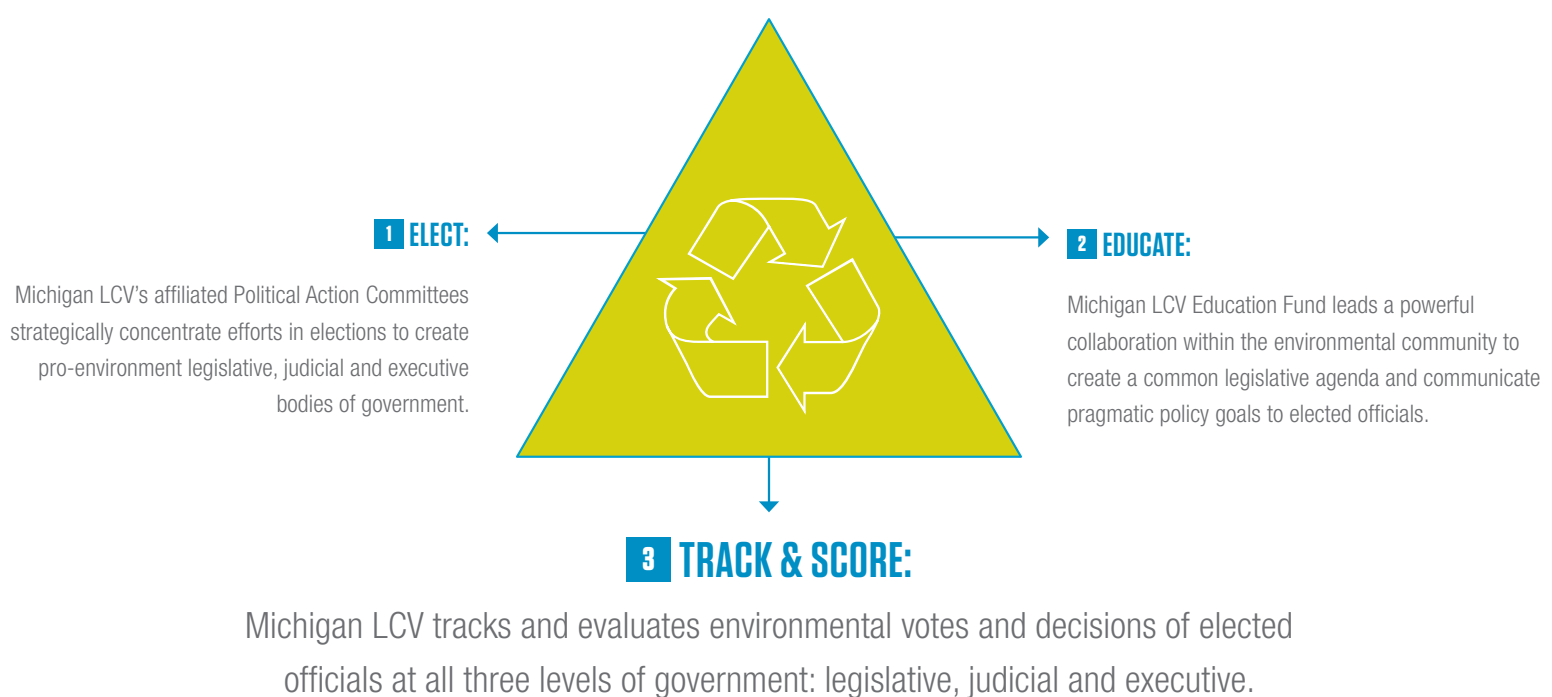 1 ELECT:
Michigan LCV’s affiliated Political Action Committees
strategically concentrate efforts in elections to create
pro-environment legislative, judicial and executive
bodies of government.
2 EDUCATE:
Michigan LCV Education Fund leads a powerful
collaboration within the environmental community to
create a common legislative agenda and communicate
pragmatic policy goals to elected officials.
3 TRACK & SCORE:
Michigan LCV tracks and evaluates environmental votes and decisions of elected
officials at all three levels of government: legislative, judicial and executive.